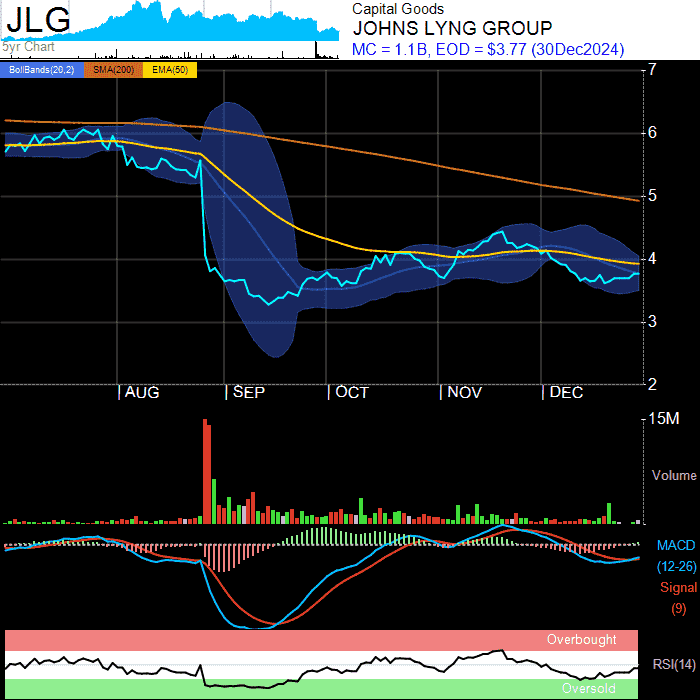 JLG
5yr Chart
Capital Goods
JOHNS LYNG GROUP
MC = 1.1B, EOD = $3.77 (30Dec2024)
BollBands(20,2) SMA(200) EMA(50)
7
6
5
4
3
2
AUG SEP OCT NOV DEC
15M
Volume
MACD
(12-26)
Signal
(9)
Overbought
RSI(14)
Oversold